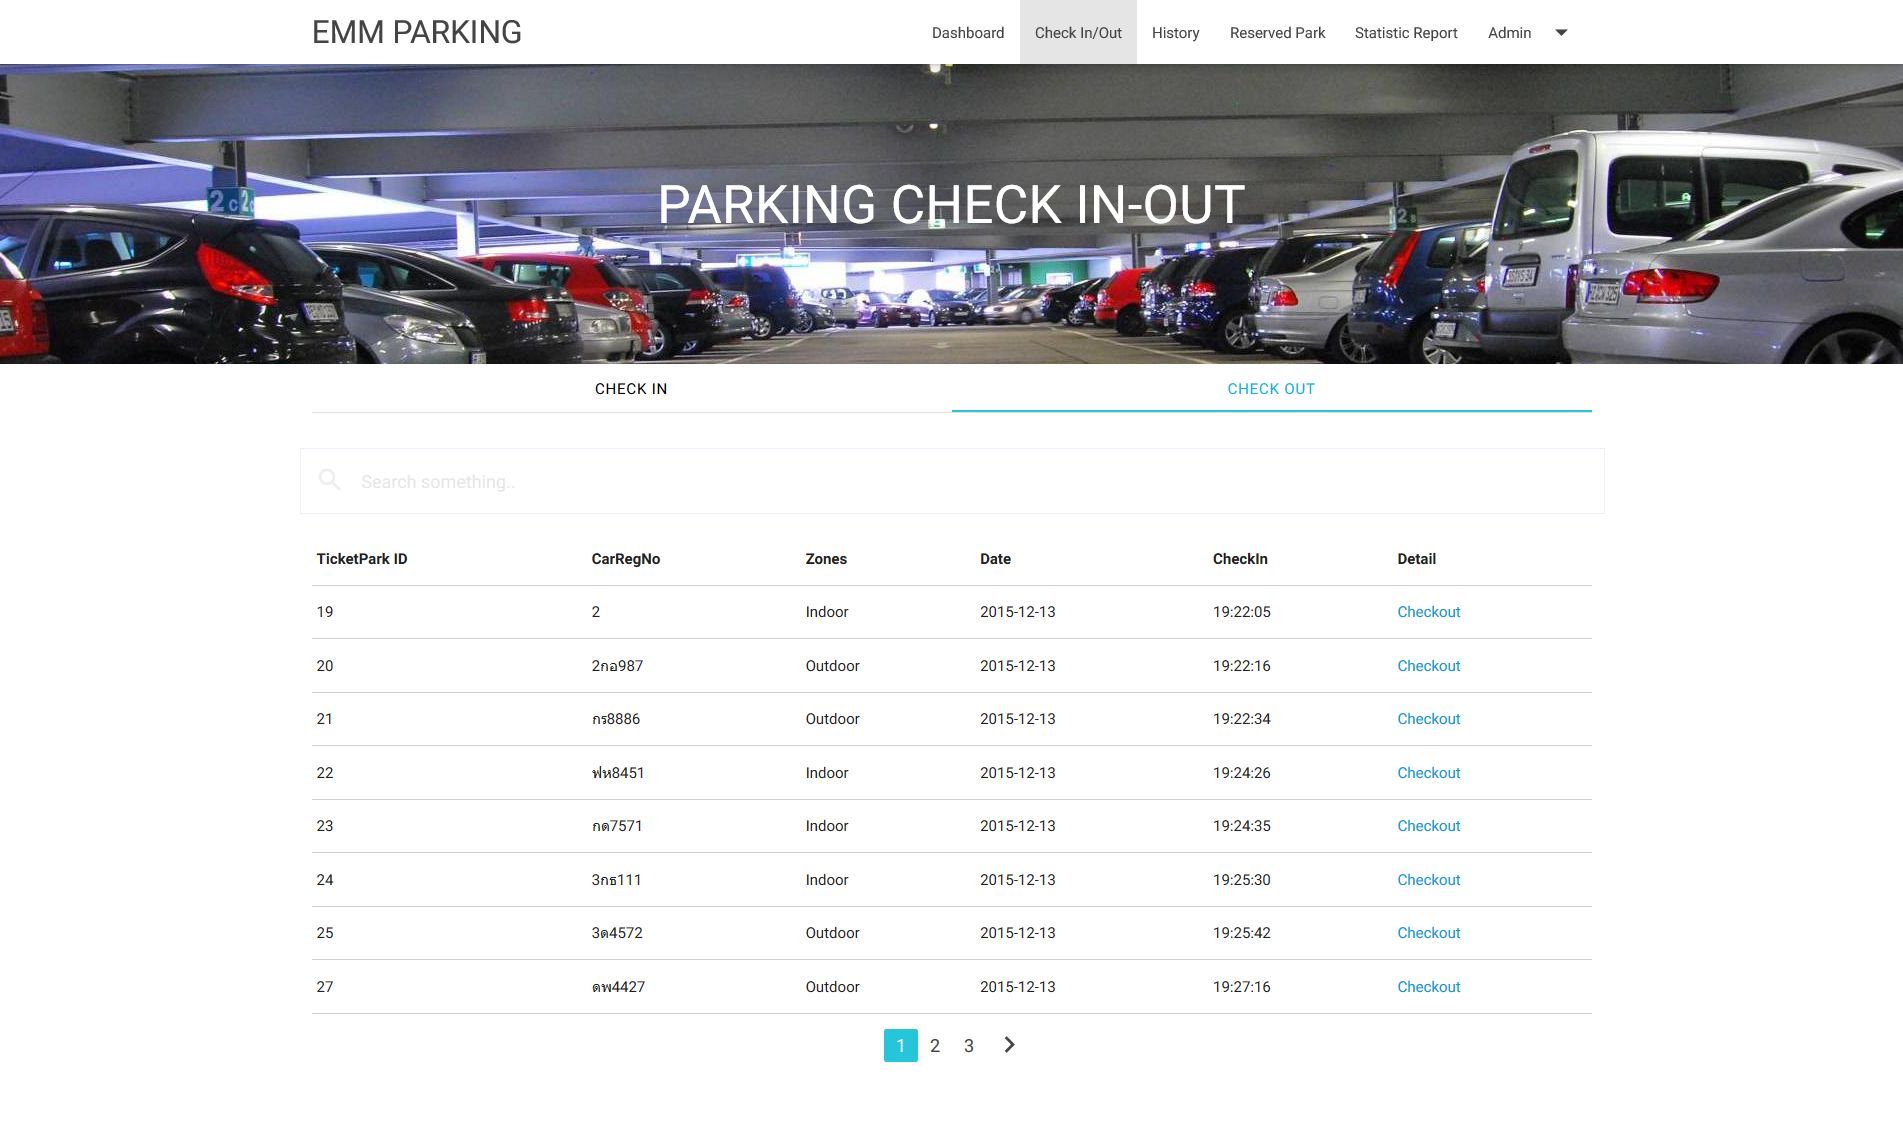 EMM PARKING
Dashboard Check In/Out History Reserved Park Statistic Report Admin
PARKING CHECK IN-OUT
CHECK IN CHECK OUT
Search something..
TicketPark ID CarRegNo Zones Date CheckIn Detail
19 2 Indoor 2015-12-13 19:22:05 Checkout
20 2กอ987 Outdoor 2015-12-13 19:22:16 Checkout
21 กร8886 Outdoor 2015-12-13 19:22:34 Checkout
22 ฟห8451 Indoor 2015-12-13 19:24:26 Checkout
23 กด7571 Indoor 2015-12-13 19:24:35 Checkout
24 3กธ111 Indoor 2015-12-13 19:25:30 Checkout
25 3ด4572 Outdoor 2015-12-13 19:25:42 Checkout
27 ดพ4427 Outdoor 2015-12-13 19:27:16 Checkout
1 2 3